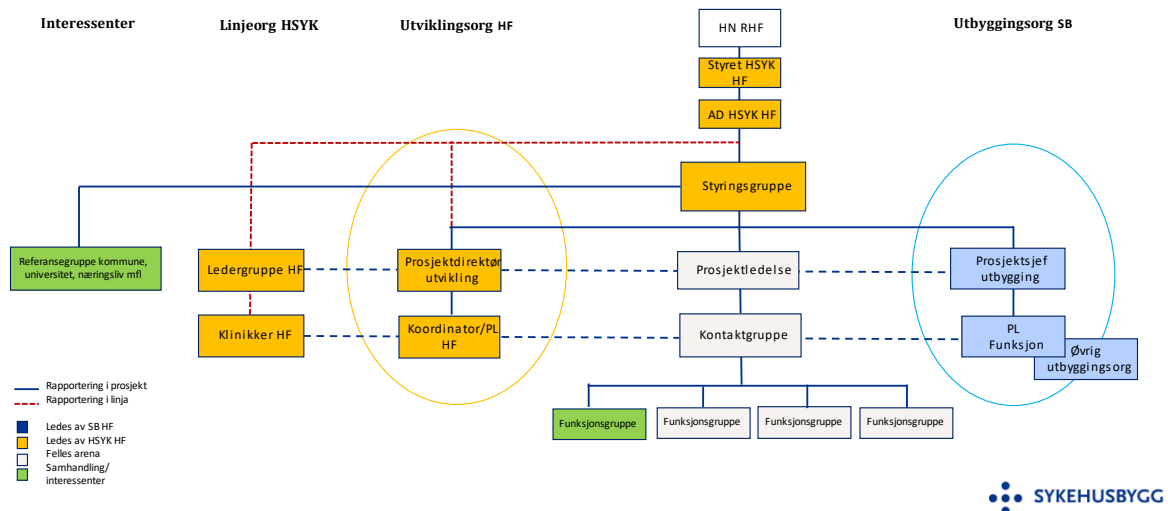 Interessenter
Linjeorg HSYK
Utviklingsorg HF
Utbyggingsorg SB
HN RHF
Styret HSYK
HF
AD HSYK HF
Styringsgruppe
Referansegruppe kommune,
universitet, næringsliv mfl
Ledergruppe HF
Prosjektdirektør
utvikling
Prosjektledelse
Prosjektsjef
utbygging
Klinikker HF
Koordinator/PL
HF
Kontaktgruppe
PL
Funksjon
Øvrig
utbyggingsorg
Funksjonsgruppe
Funksjonsgruppe
Funksjonsgruppe
Funksjonsgruppe
Rapportering i prosjekt
Rapportering i linja
Ledes av SB HF
Ledes av HSYK HF
Felles arena
Samhandling/
interessenter
SYKEHUSBYGG